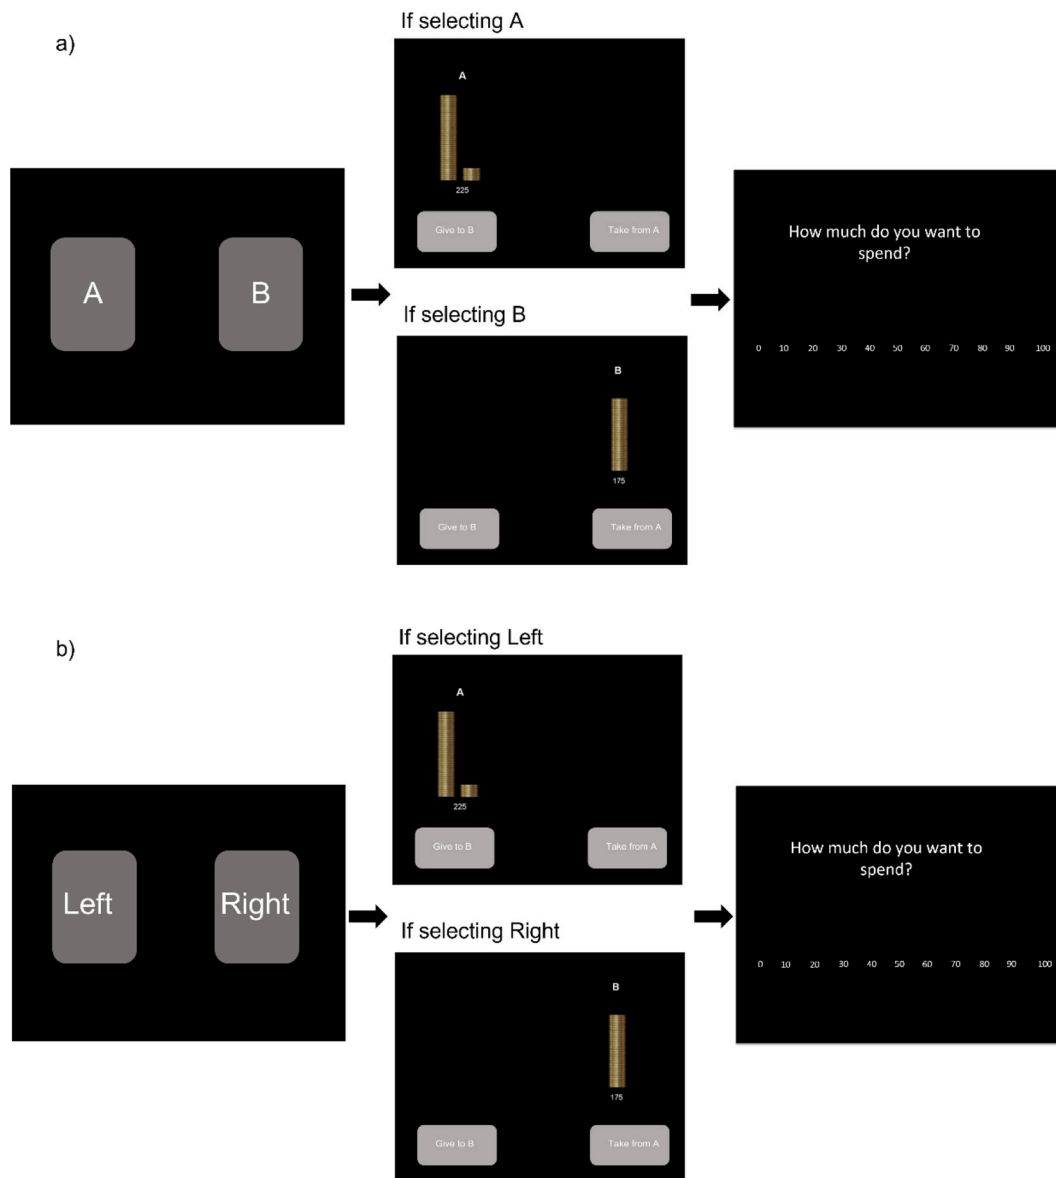 a)
If selecting A
A
225
Give to B
Take from A
A
B
If selecting B
B
175
Give to B
Take from A
How much do you want to
spend?
0 10 20 30 40 50 60 70 80 90 100
b)
If selecting Left
A
225
Give to B
Take from A
Left
Right
If selecting Right
B
175
Give to B
Take from A
How much do you want to
spend?
0 10 20 30 40 50 60 70 80 90 100